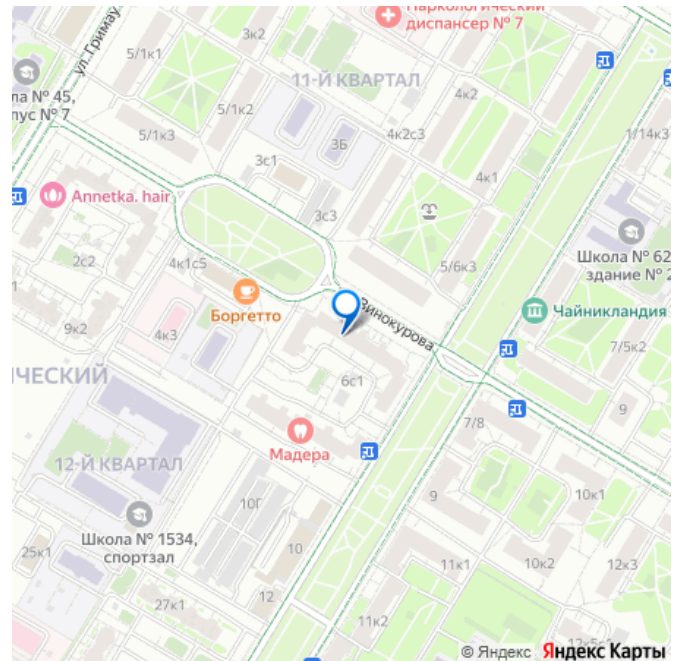 Наркологический
диспансер № 7
3к2
ул. Гримау
5/1к1
11-Й КВАРТАЛ
ла № 45,
пус № 7
4к2
5/1к2
1/14к3
5/1к3
3Б
4к2с3
3с1
4к1
Annetka. hair
3с3
Школа № 62
здание № 2
2с2
4к1с5
5/6к3
Боргетто
Винокурова
Чайникландия
9к2
4к3
7/5к2
ИЧЕСКИЙ
6с1
9
7/8
Мадера
12-Й КВАРТАЛ
9
10к1
10Г
Школа № 1534,
спортзал
25к1
10
11к1
10к2
12к3
12
27к1
11к2
12к5с
© Яндекс Яндекс Карты